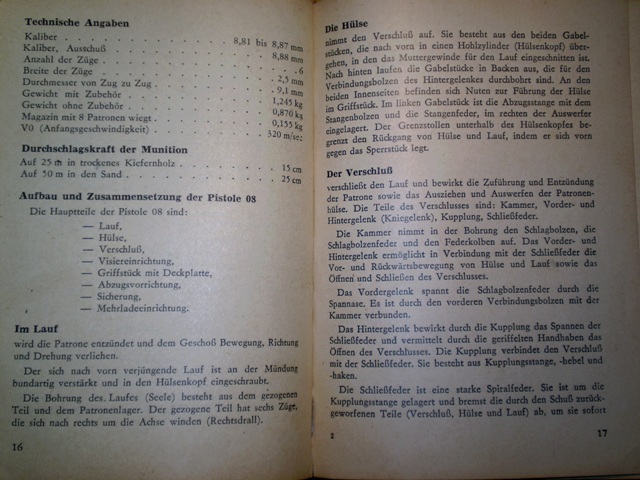 Technische Angaben
Kaliber . . . . . . . . . . . . 8,81 bis 8,87 mm
Kaliber, Ausschuß . . . . . . . . . . 8,88 mm
Anzahl der Züge . . . . . . . . . . . 6
Breite der Züge . . . . . . . . . . . 2,5 mm
Durchmesser von Zug zu Zug . . . . . . . 9,1 mm
Gewicht mit Zubehör . . . . . . . . . 1,245 kg
Gewicht ohne Zubehör . . . . . . . . . 0,870 kg
Magazin mit 8 Patronen wiegt . . . . . . 0,155 kg
V0 (Anfangsgeschwindigkeit) . . . . . . 320 m/sec
Durchschlagskraft der Munition
Auf 25 m in trockenes Kiefernholz . . . . . 15 cm
Auf 50 m in den Sand . . . . . . . . . 25 cm
Aufbau und Zusammensetzung der Pistole 08
Die Hauptteile der Pistole 08 sind:
— Lauf,
— Hülse,
— Verschluß,
— Visiereinrichtung,
— Griffstück mit Deckplatte,
— Abzugsvorrichtung,
— Sicherung,
— Mehrladeeinrichtung.
Im Lauf
wird die Patrone entzündet und dem Geschoß Bewegung, Richtung
und Drehung verliehen.
Der sich nach vorn verjüngende Lauf ist an der Mündung
bundartig verstärkt und in den Hülsenkopf eingeschraubt.
Die Bohrung des Laufes (Seele) besteht aus dem gezogenen
Teil und dem Patronenlager. Der gezogene Teil hat sechs Züge,
die sich nach rechts um die Achse winden (Rechtsdrall).
16
Die Hülse
nimmt den Verschluß auf. Sie besteht aus den beiden Gabel-
stücken, die nach vorn in einen Hohlzylinder (Hülsenkopf) über-
gehen, in den das Muttergewinde für den Lauf eingeschnitten ist.
Nach hinten laufen die Gabelstücke in Backen aus, die für den
Verbindungsbolzen des Hintergelenkes durchbohrt sind. An den
beiden Innenseiten befinden sich Nuten zur Führung der Hülse
im Griffstück. Im linken Gabelstück ist die Abzugsstange mit dem
Stangenbolzen und die Stangenfeder, im rechten der Auswerfer
eingelagert. Der Grenzstollen unterhalb des Hülsenkopfes be-
grenzt den Rückgang von Hülse und Lauf, indem er sich vorn
gegen das Sperrstück legt.
Der Verschluß
verschließt den Lauf und bewirkt die Zuführung und Entzündung
der Patrone sowie das Ausziehen und Auswerfen der Patronen-
hülse. Die Teile des Verschlusses sind: Kammer, Vorder- und
Hintergelenk (Kniegelenk), Kupplung, Schließfeder.
Die Kammer nimmt in der Bohrung den Schlagbolzen, die
Schlagbolzenfeder und den Federkolben auf. Das Vorder- und
Hintergelenk ermöglicht in Verbindung mit der Schließfeder die
Vor- und Rückwärtsbewegung von Hülse und Lauf sowie das
Öffnen und Schließen des Verschlusses.
Das Vordergelenk spannt die Schlagbolzenfeder durch die
Spannase. Es ist durch den vorderen Verbindungsbolzen mit der
Kammer verbunden.
Das Hintergelenk bewirkt durch die Kupplung das Spannen der
Schließfeder und vermittelt durch die geriffelten Handhaben das
Öffnen des Verschlusses. Die Kupplung verbindet den Verschluß
mit der Schließfeder. Sie besteht aus Kupplungsstange, -hebel und
-haken.
Die Schließfeder ist eine starke Spiralfeder. Sie ist um die
Kupplungsstange gelagert und bremst die durch den Schuß zurück-
geworfenen Teile (Verschluß, Hülse und Lauf) ab, um sie sofort
2
17